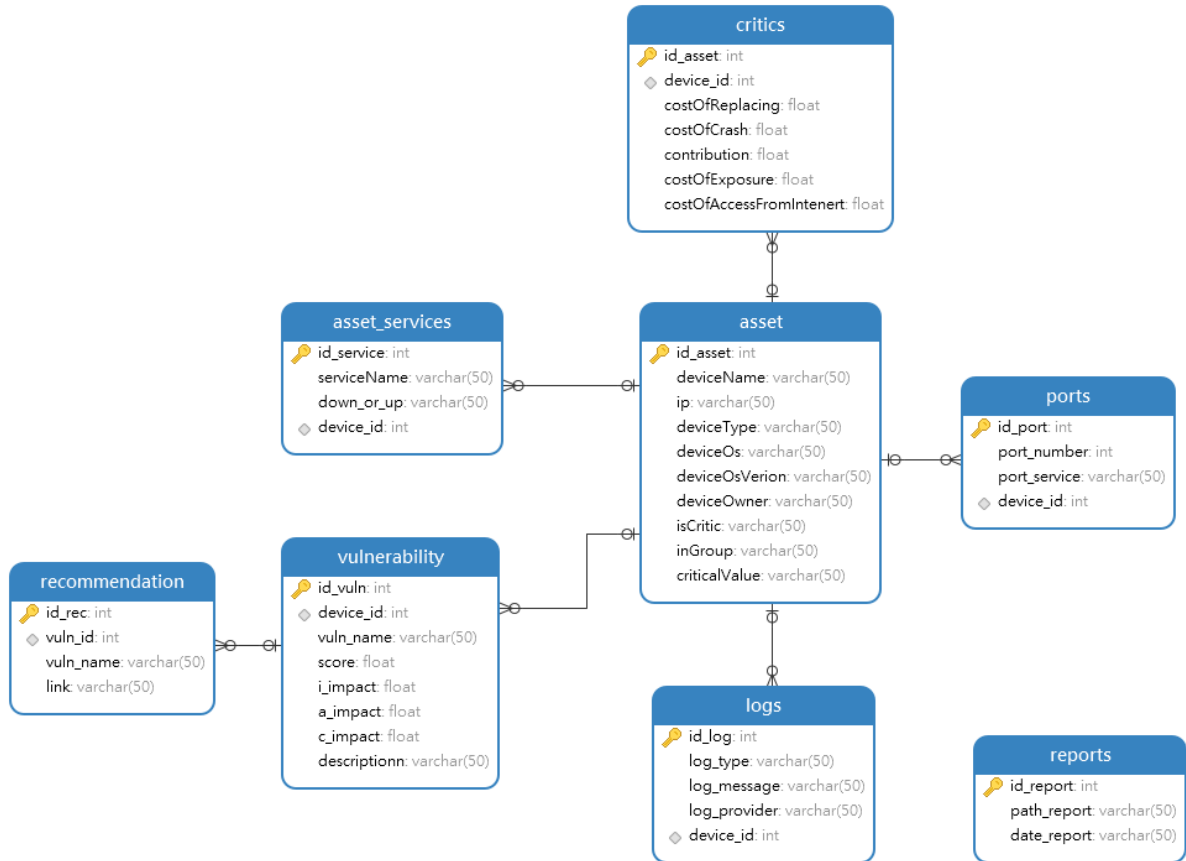 critics
id_asset: int
device_id: int
costOfReplacing: float
costOfCrash: float
contribution: float
costOfExposure: float
costOfAccessFromIntenert: float
asset_services
id_service: int
serviceName: varchar(50)
down_or_up: varchar(50)
device_id: int
asset
id_asset: int
deviceName: varchar(50)
ip: varchar(50)
deviceType: varchar(50)
deviceOs: varchar(50)
deviceOsVerion: varchar(50)
deviceOwner: varchar(50)
isCritic: varchar(50)
inGroup: varchar(50)
criticalValue: varchar(50)
ports
id_port: int
port_number: int
port_service: varchar(50)
device_id: int
recommendation
id_rec: int
vuln_id: int
vuln_name: varchar(50)
link: varchar(50)
vulnerability
id_vuln: int
device_id: int
vuln_name: varchar(50)
score: float
i_impact: float
a_impact: float
c_impact: float
descriptionn: varchar(50)
logs
id_log: int
log_type: varchar(50)
log_message: varchar(50)
log_provider: varchar(50)
device_id: int
reports
id_report: int
path_report: varchar(50)
date_report: varchar(50)